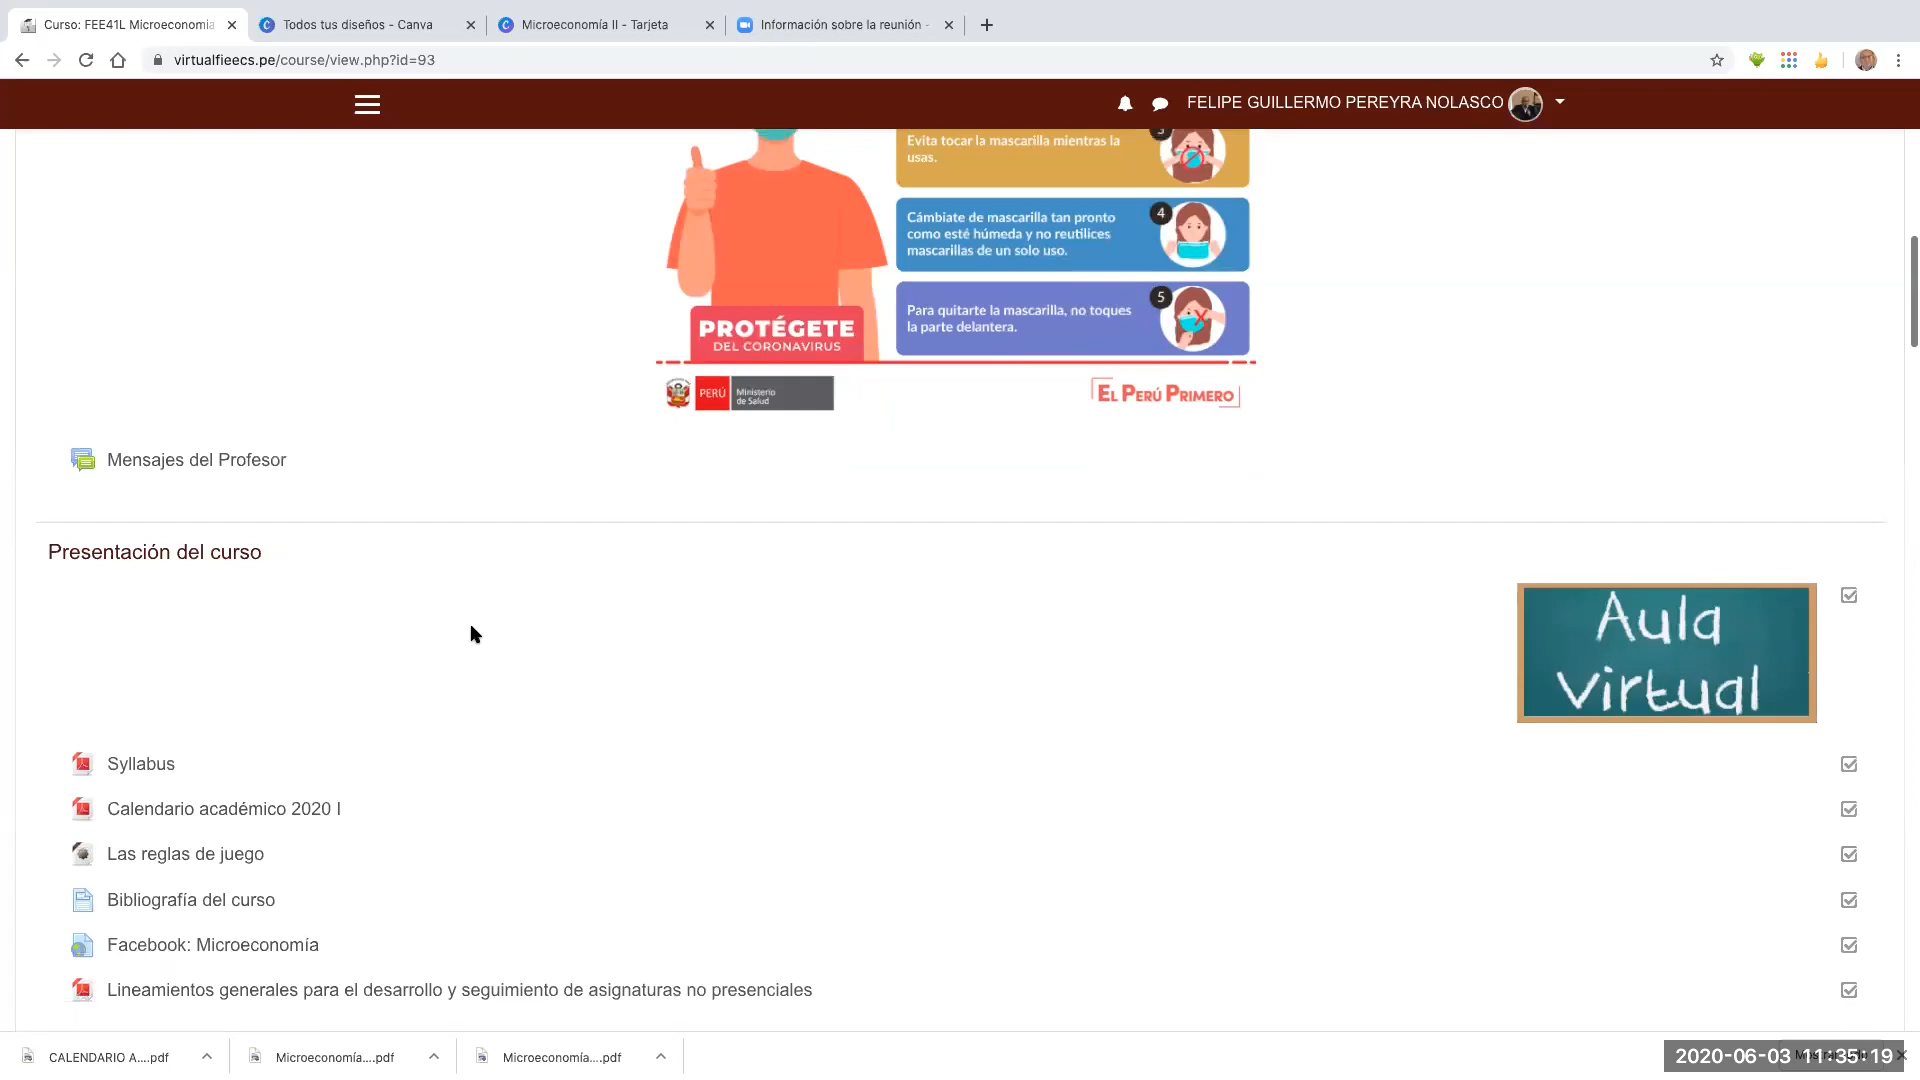 Curso: FEE41L Microeconomia
Todos tus diseños - Canva
Microeconomía II - Tarjeta
Información sobre la reunión -
virtualfieecs.pe/course/view.php?id=93
FELIPE GUILLERMO PEREYRA NOLASCO
3
Evita tocar la mascarilla mientras la
usas.
4
Cámbiate de mascarilla tan pronto
como esté húmeda y no reutilices
mascarillas de un solo uso.
5
Para quitarte la mascarilla, no toques
la parte delantera.
PROTÉGETE
DEL CORONAVIRUS
PERÚ
Ministerio
de Salud
EL PERÚ PRIMERO
Mensajes del Profesor
Presentación del curso
Aula
Virtual
Syllabus
Calendario académico 2020 I
Las reglas de juego
Bibliografía del curso
Facebook: Microeconomía
Lineamientos generales para el desarrollo y seguimiento de asignaturas no presenciales
CALENDARIO A....pdf
Microeconomía....pdf
Microeconomía....pdf
2020-06-03 11:35:19